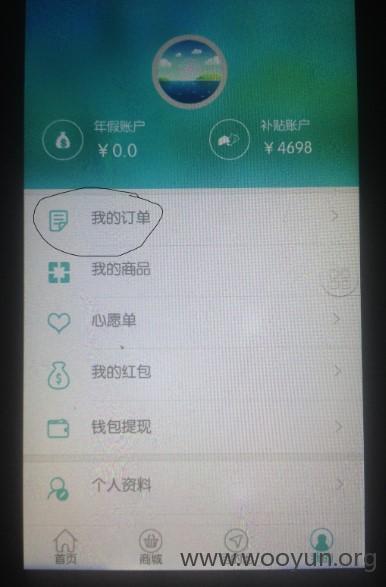 年假账户
¥0.0
补贴账户
¥4698
我的订单
我的商品
心愿单
我的红包
钱包提现
个人资料
首页
商城
www.wooyun.org